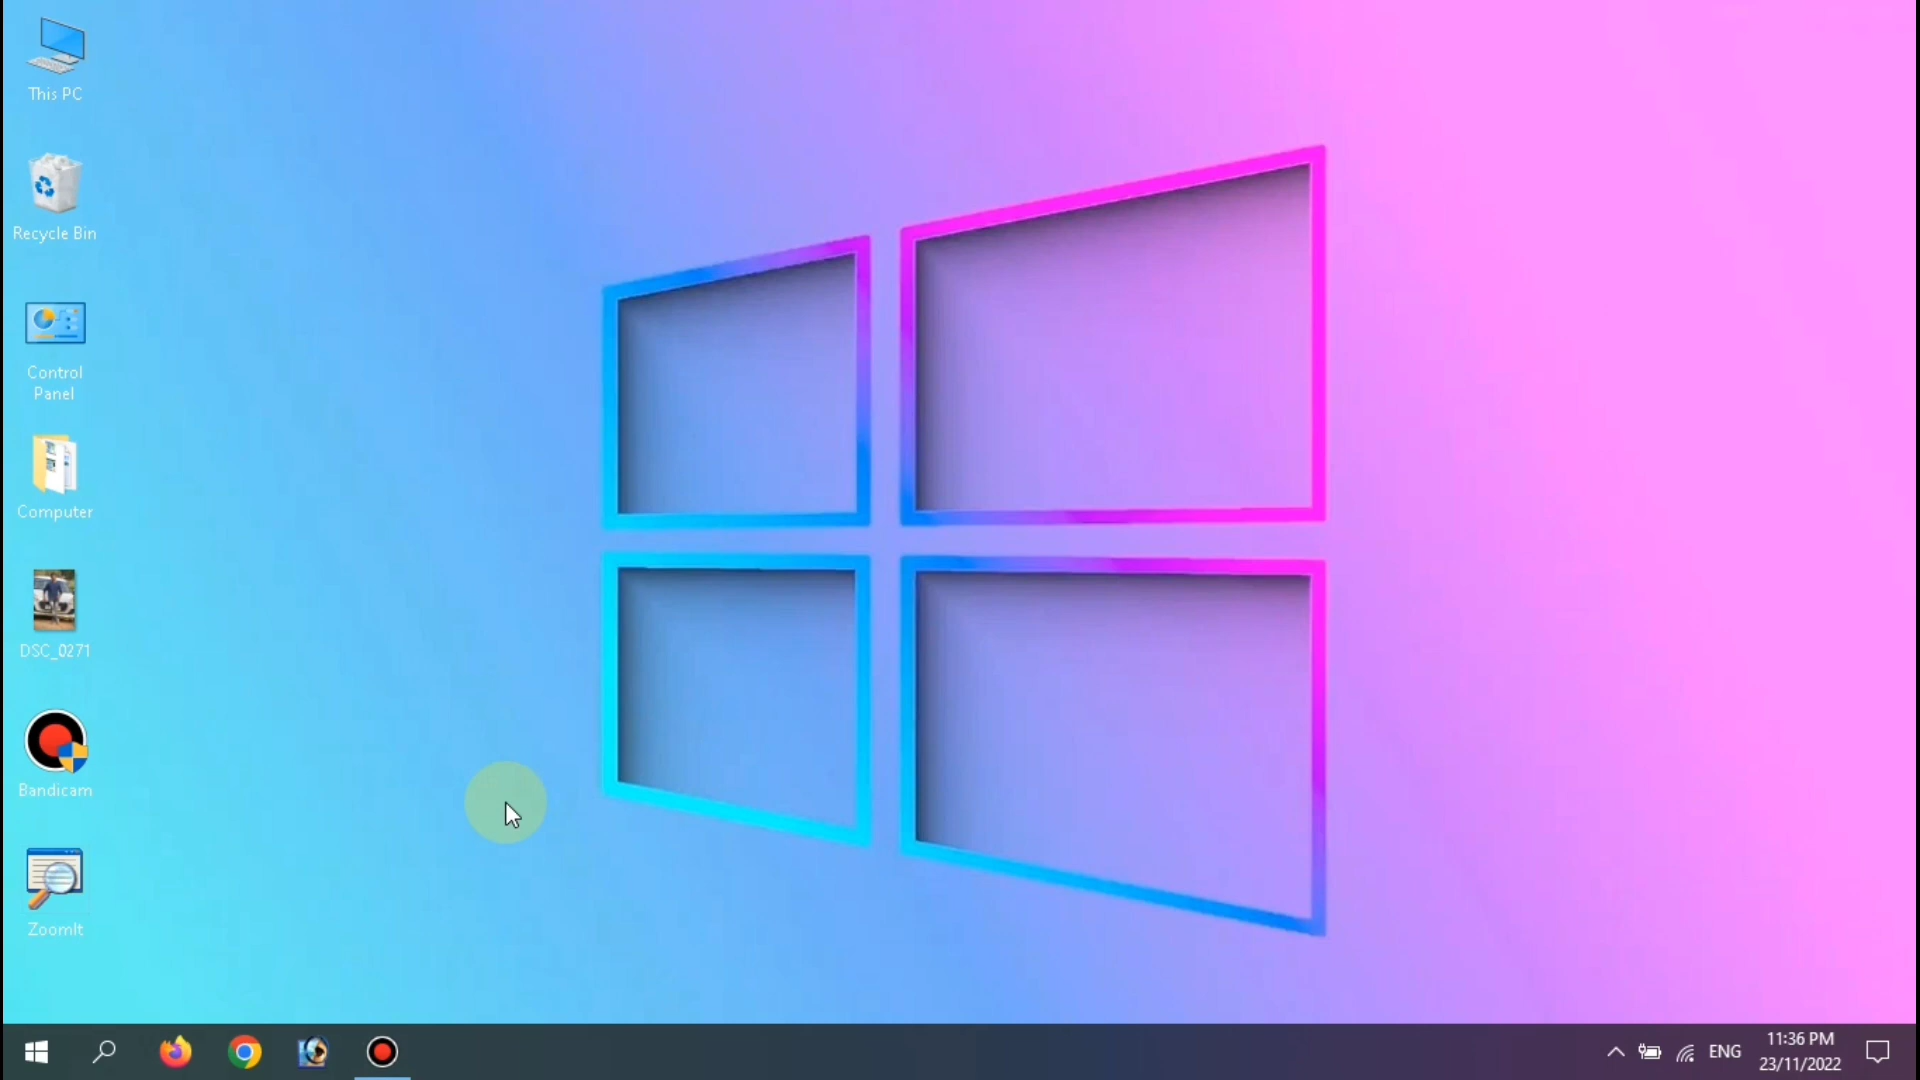 This PC
Recycle Bin
Control
Panel
Computer
DSC_0271
Bandicam
ZoomIt
ENG
11:36 PM
23/11/2022